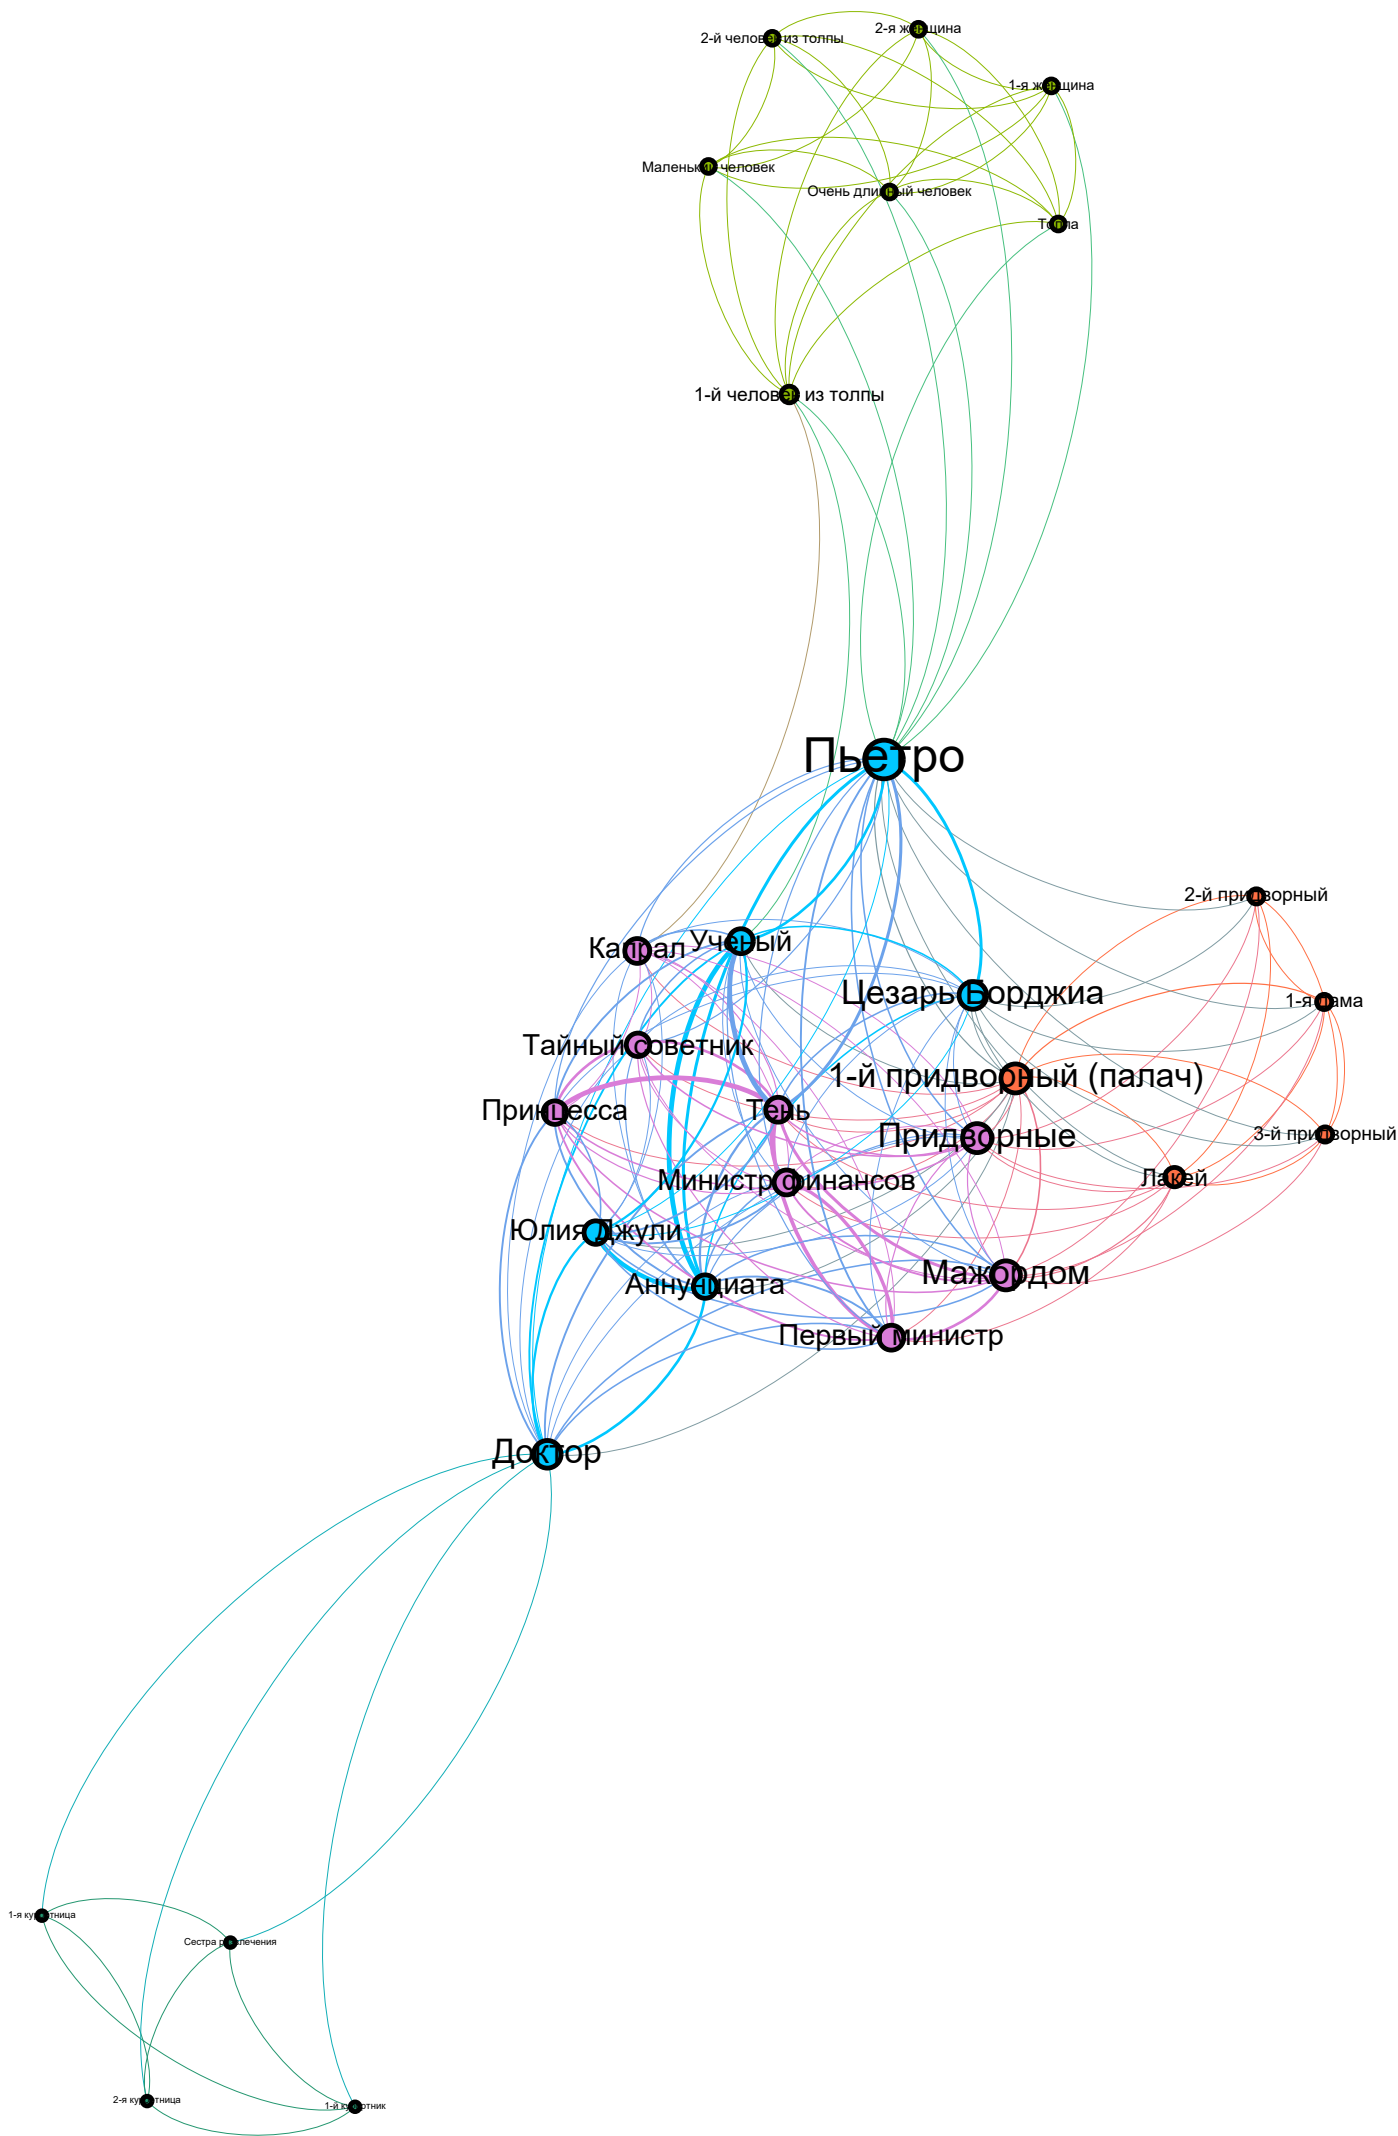 2-я женщина
2-й человек из толпы
1-я женщина
Маленький человек
Очень длинный человек
Толпа
1-й человек из толпы
Пьетро
2-й придворный
Капрал
Ученый
Цезарь Борджиа
1-я дама
Тайный советник
1-й придворный (палач)
Принцесса
Тень
Придворные
3-й придворный
Министр финансов
Лакей
Юлия Джули
Аннунциата
Мажордом
Первый министр
Доктор
1-я курортница
Сестра развлечения
2-я курортница
1-й курортник